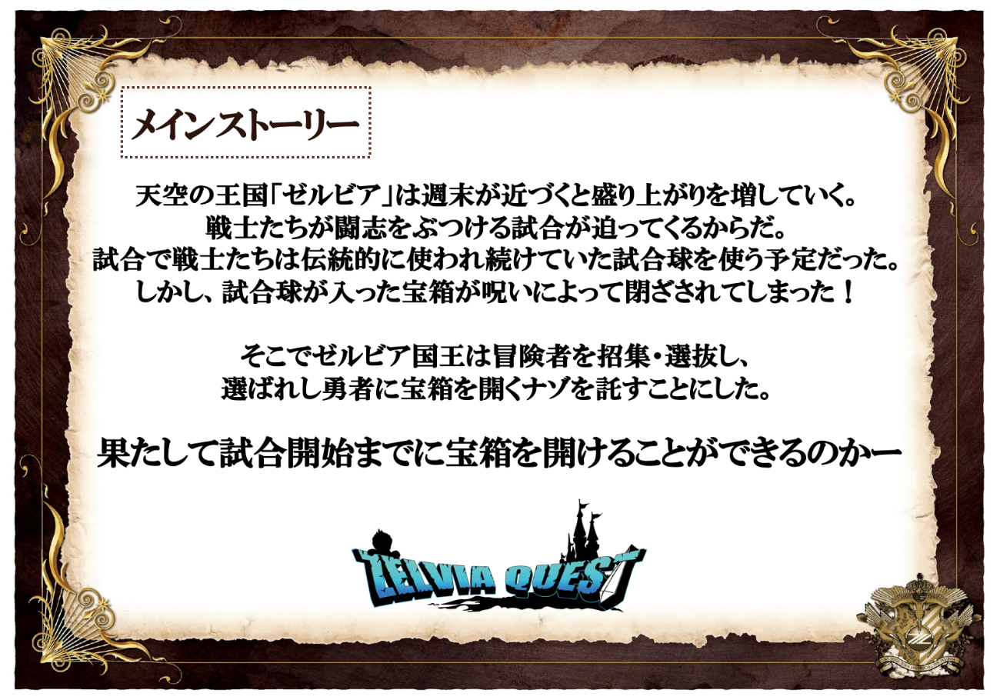 メインストーリー
天空の王国「ゼルビア」は週末が近づくと盛り上がりを増していく。
戦士たちが闘志をぶつける試合が迫ってくるからだ。
試合で戦士たちは伝統的に使われ続けていた試合球を使う予定だった。
しかし、試合球が入った宝箱が呪いによって閉ざされてしまった！
そこでゼルビア国王は冒険者を招集・選抜し、
選ばれし勇者に宝箱を開くナゾを託すことにした。
果たして試合開始までに宝箱を開けることができるのかー
ZELVIA QUEST